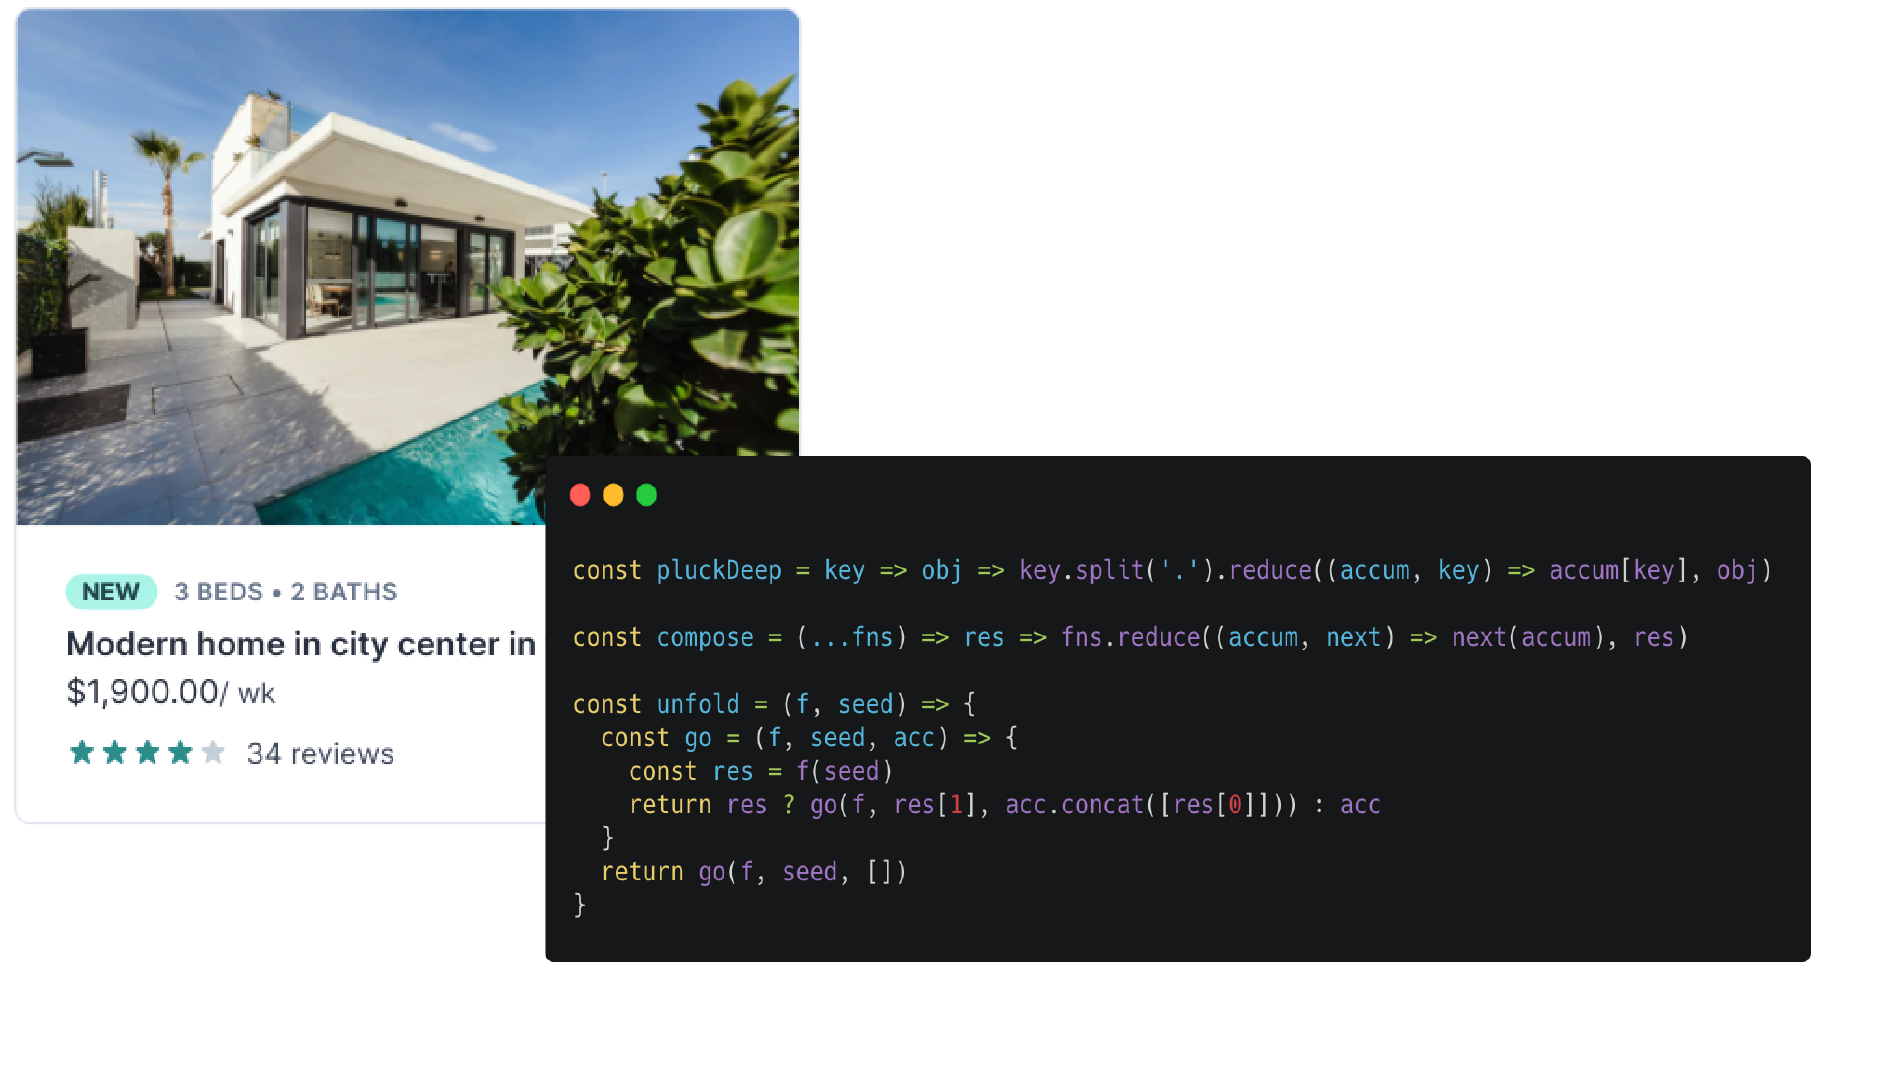 NEW 3 BEDS • 2 BATHS
Modern home in city center in
$1,900.00/ wk
34 reviews
const pluckDeep = key => obj => key.split('.').reduce((accum, key) => accum[key], obj)
const compose = (...fns) => res => fns.reduce((accum, next) => next(accum), res)
const unfold = (f, seed) => {
  const go = (f, seed, acc) => {
    const res = f(seed)
    return res ? go(f, res[1], acc.concat([res[0]])) : acc
  }
  return go(f, seed, [])
}